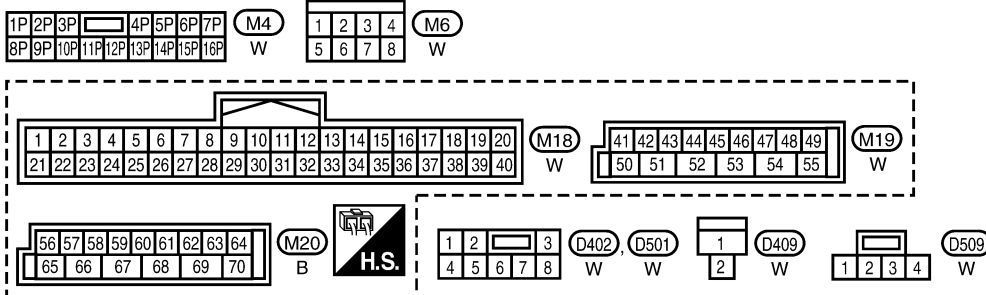 1P 2P 3P 4P 5P 6P 7P M4
8P 9P 10P 11P 12P 13P 14P 15P 16P W
1 2 3 4 M6
5 6 7 8 W
1 2 3 4 5 6 7 8 9 10 11 12 13 14 15 16 17 18 19 20 M18
21 22 23 24 25 26 27 28 29 30 31 32 33 34 35 36 37 38 39 40 W
41 42 43 44 45 46 47 48 49 M19
50 51 52 53 54 55 W
56 57 58 59 60 61 62 63 64 M20
65 66 67 68 69 70 B
H.S.
1 2 3 D402, D501
4 5 6 7 8 W W
1 D409
2 W
D509
1 2 3 4 W